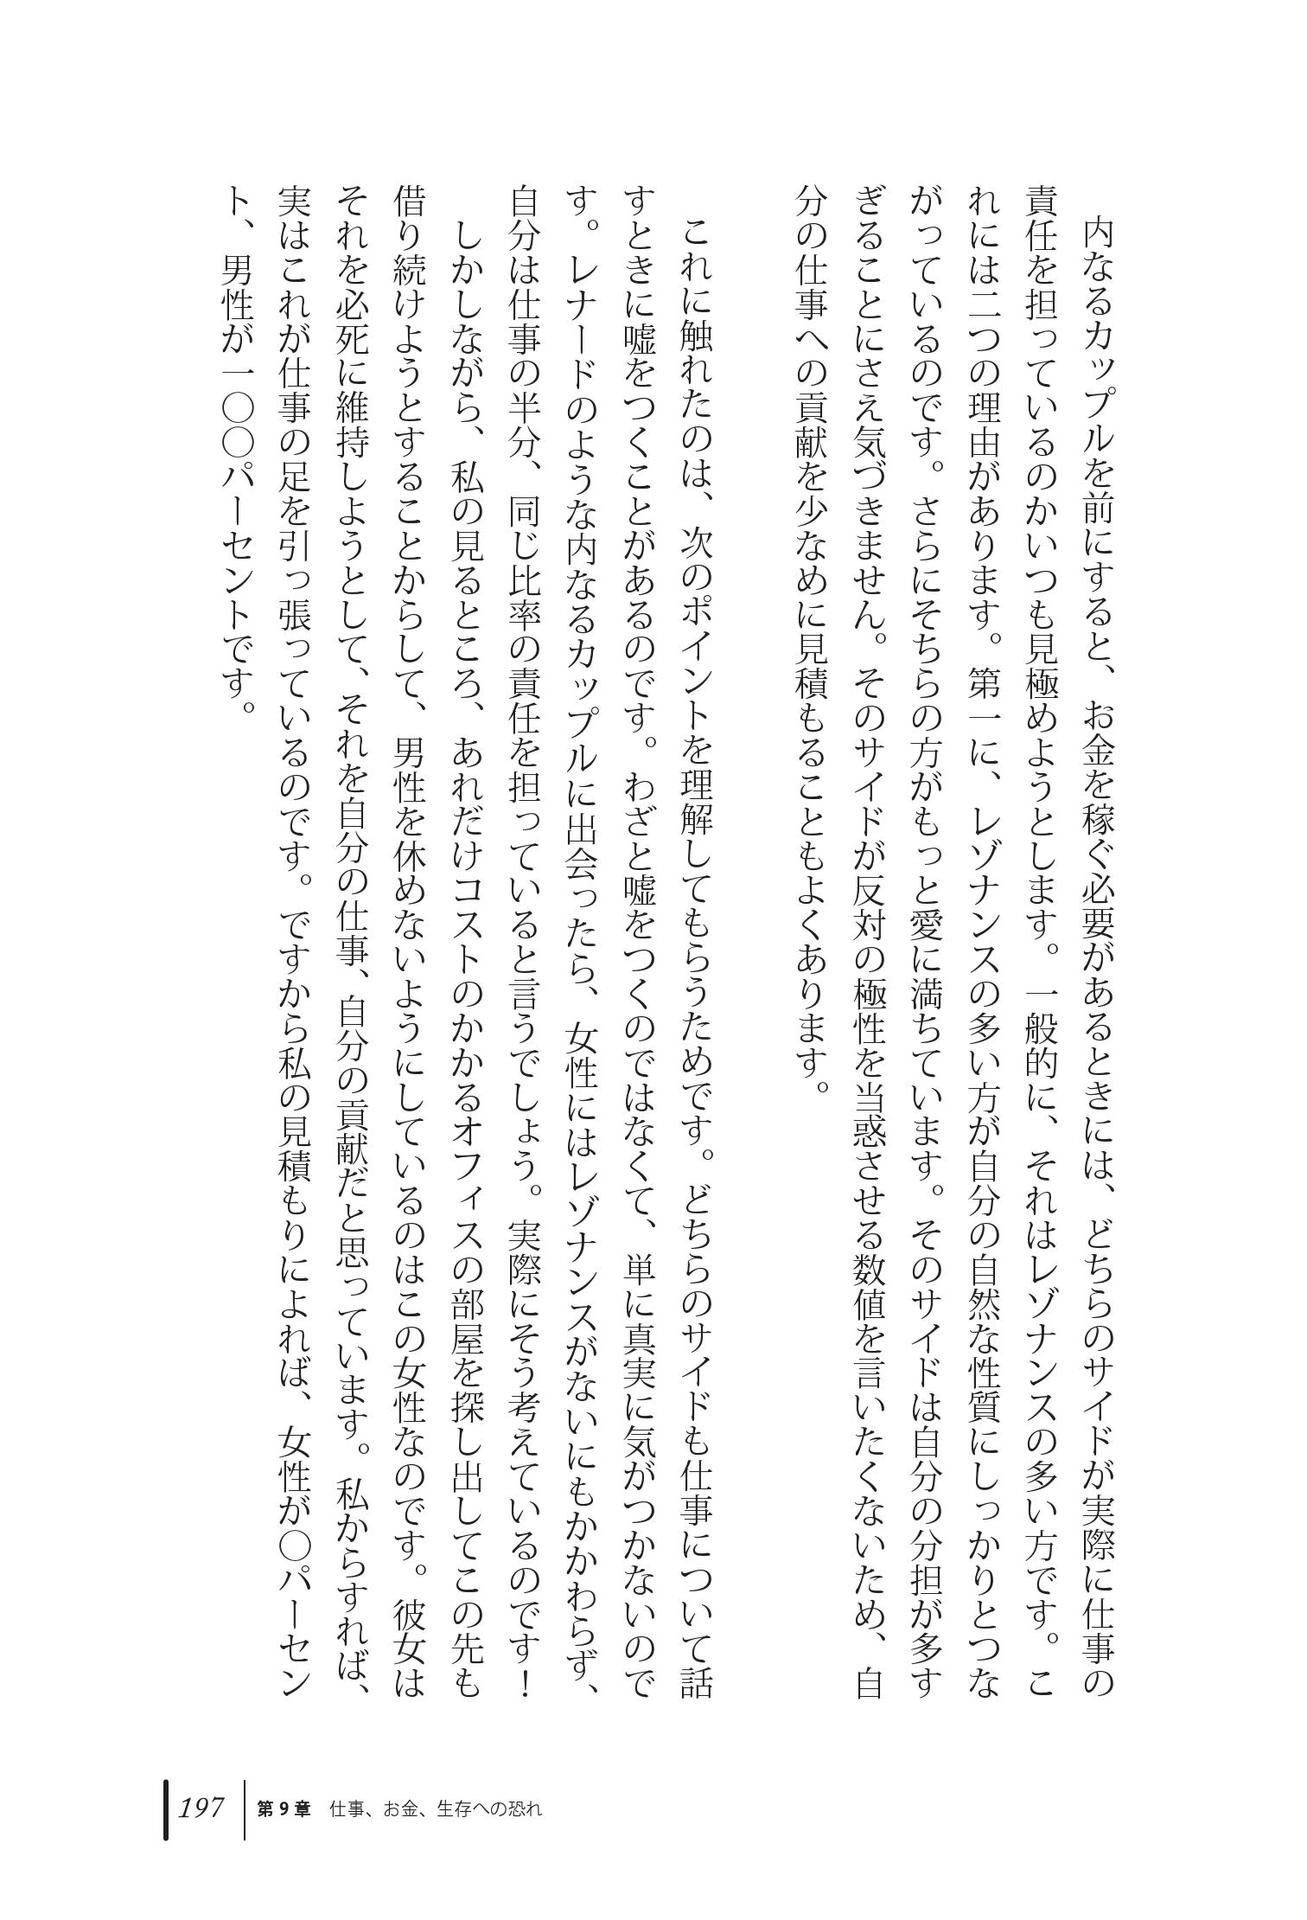 内なるカップルを前にすると、お金を稼ぐ必要があるときには、どちらのサイドが実際に仕事の
責任を担っているのかいつも見極めようとします。一般的に、それはレゾナンスの多い方です。こ
れには二つの理由があります。第一に、レゾナンスの多い方が自分の自然な性質にしっかりとつな
がっているのです。さらにそちらの方がもっと愛に満ちています。そのサイドは自分の分担が多す
ぎることにさえ気づきません。そのサイドが反対の極性を当惑させる数値を言いたくないため、自
分の仕事への貢献を少なめに見積もることもよくあります。
　これに触れたのは、次のポイントを理解してもらうためです。どちらのサイドも仕事について話
すときに嘘をつくことがあるのです。わざと嘘をつくのではなくて、単に真実に気がつかないので
す。レナードのような内なるカップルに出会ったら、女性にはレゾナンスがないにもかかわらず、
自分は仕事の半分、同じ比率の責任を担っていると言うでしょう。実際にそう考えているのです！
　しかしながら、私の見るところ、あれだけコストのかかるオフィスの部屋を探し出してこの先も
借り続けようとすることからして、男性を休めないようにしているのはこの女性なのです。彼女は
それを必死に維持しようとして、それを自分の仕事、自分の貢献だと思っています。私からすれば、
実はこれが仕事の足を引っ張っているのです。ですから私の見積もりによれば、女性が〇パーセン
ト、男性が一〇〇パーセントです。
197 第9章　仕事、お金、生存への恐れ